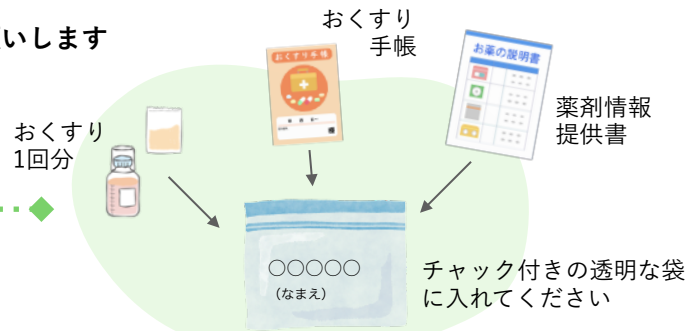 いします
おくすり
手帳
おくすり手帳
お薬の説明書
薬剤情報
提供書
おくすり
1回分
○○○○○
(なまえ)
チャック付きの透明な袋
に入れてください